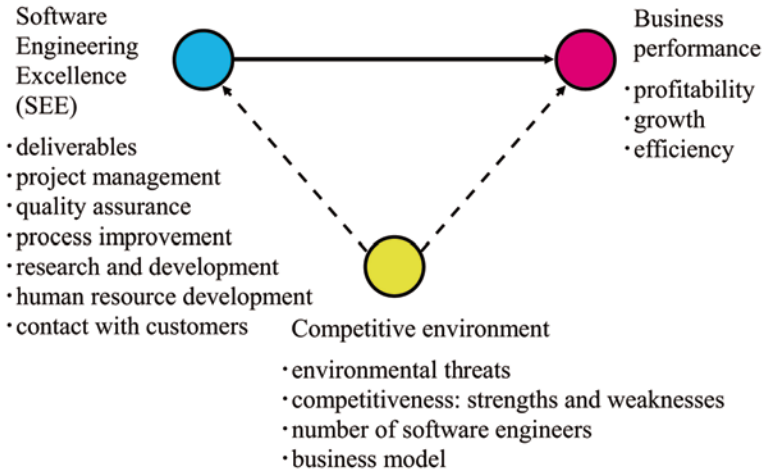 Software
Engineering
Excellence
(SEE)
・deliverables
・project management
・quality assurance
・process improvement
・research and development
・human resource development
・contact with customers
Business
performance
・profitability
・growth
・efficiency
Competitive environment
・environmental threats
・competitiveness: strengths and weaknesses
・number of software engineers
・business model